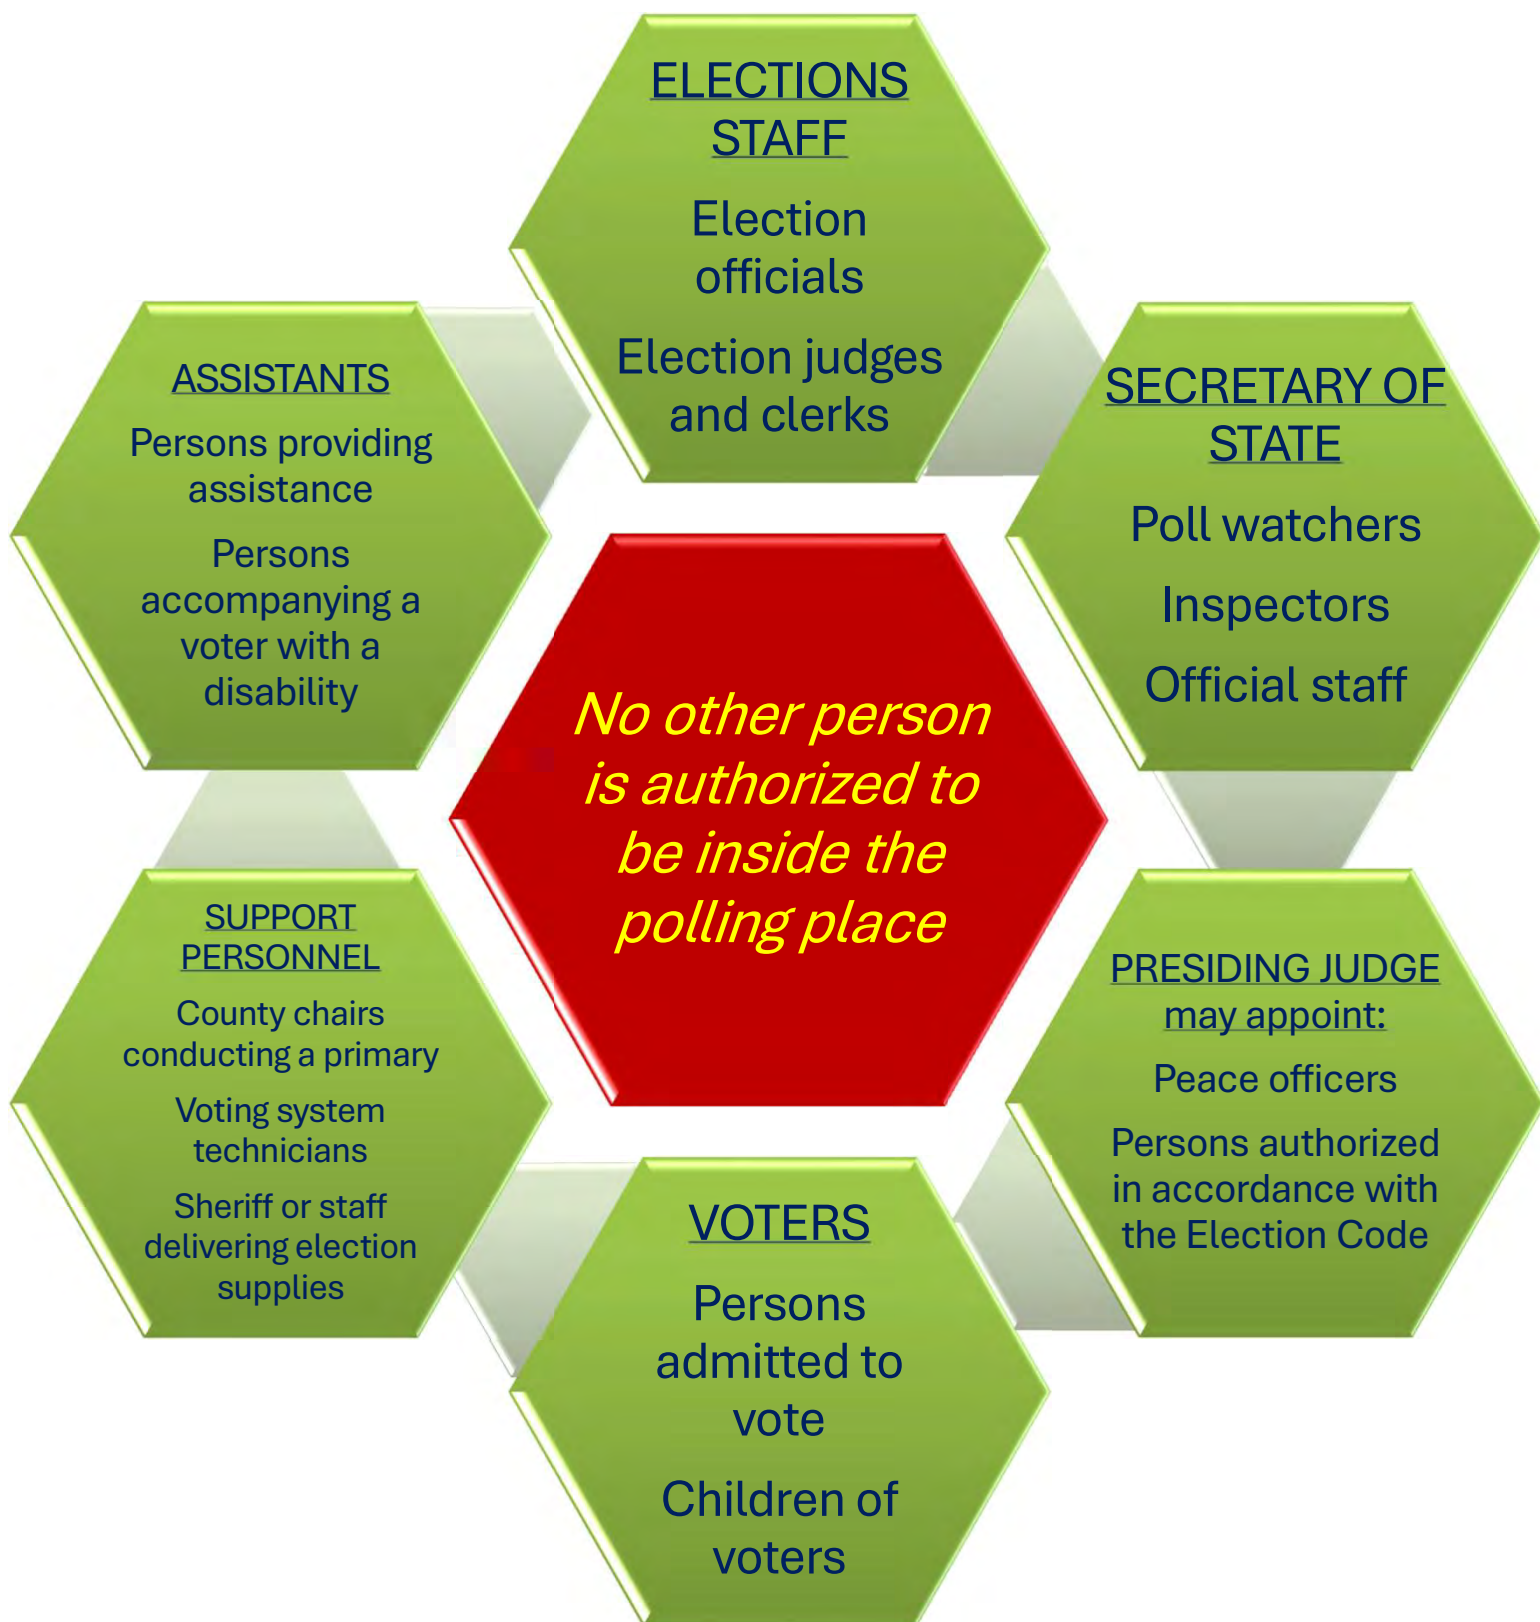 ELECTIONS
STAFF
Election
officials
Election judges
and clerks
SECRETARY OF
STATE
Poll watchers
Inspectors
Official staff
PRESIDING JUDGE
may appoint:
Peace officers
Persons authorized
in accordance with
the Election Code
VOTERS
Persons
admitted to
vote
Children of
voters
SUPPORT
PERSONNEL
County chairs
conducting a primary
Voting system
technicians
Sheriff or staff
delivering election
supplies
ASSISTANTS
Persons providing
assistance
Persons
accompanying a
voter with a
disability
No other person
is authorized to
be inside the
polling place